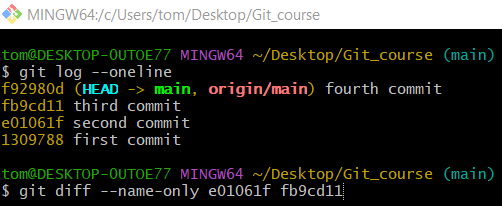 MINGW64:/c/Users/tom/Desktop/Git_course
tom@DESKTOP-OUTOE77 MINGW64 ~/Desktop/Git_course (main)
$ git log --oneline
f92980d (HEAD -> main, origin/main) fourth commit
fb9cd11 third commit
e01061f second commit
1309788 first commit
tom@DESKTOP-OUTOE77 MINGW64 ~/Desktop/Git_course (main)
$ git diff --name-only e01061f fb9cd11